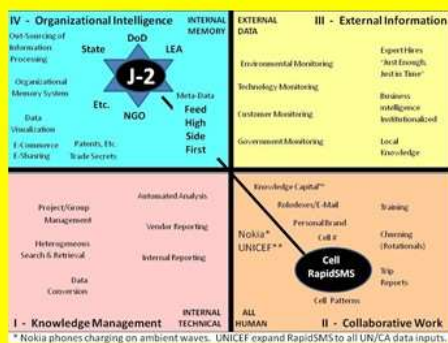 IV - Organizational Intelligence
INTERNAL
MEMORY
EXTERNAL
DATA
III - External Information
Out-Sourcing of
Information
Processing
State
DoD
LEA
J-2
Organizational
Memory System
Etc.
NGO
Meta-Data
Feed
High
Side
First
Data
Visualization
E-Commerce
E-Sharing
Patents, Etc.
Trade Secrets
Environmental Monitoring
Technology Monitoring
Customer Monitoring
Government Monitoring
Expert Hires
"Just Enough,
Just in Time"
Business
Intelligence
Institutionalized
Local
Knowledge
Automated Analysis
Project/Group
Management
Vendor Reporting
Heterogeneous
Search & Retrieval
Internal Reporting
Data
Conversion
INTERNAL
TECHNICAL
I - Knowledge Management
Knowledge Capital™
Rolodexes/E-Mail
Personal Brand
Cell #
Nokia*
UNICEF**
Cell
RapidSMS
Cell Patterns
Training
Churning
(Rotationals)
Trip
Reports
ALL
HUMAN
II - Collaborative Work
* Nokia phones charging on ambient waves. UNICEF expand RapidSMS to all UN/CA data inputs.